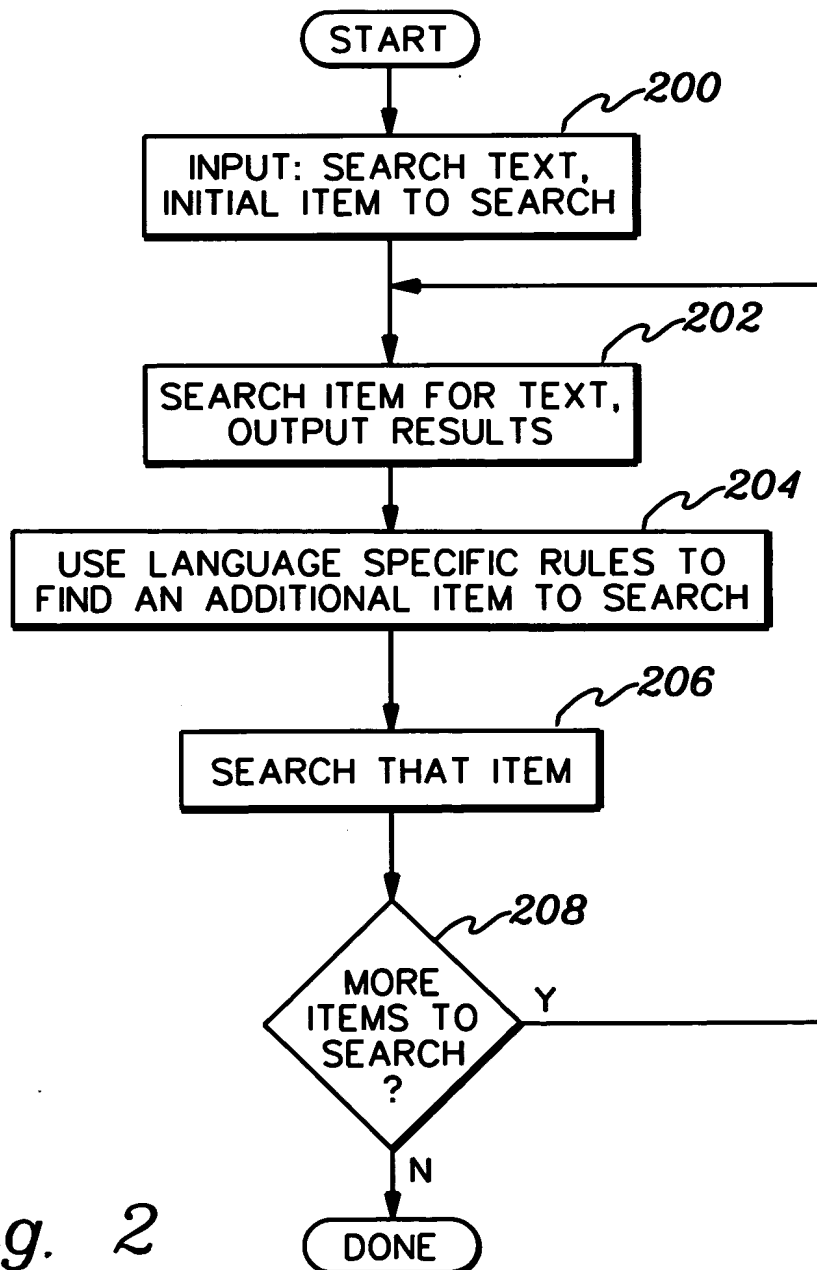 START
200
INPUT: SEARCH TEXT,
INITIAL ITEM TO SEARCH
202
SEARCH ITEM FOR TEXT,
OUTPUT RESULTS
204
USE LANGUAGE SPECIFIC RULES TO
FIND AN ADDITIONAL ITEM TO SEARCH
206
SEARCH THAT ITEM
208
MORE
ITEMS TO
SEARCH
?
Y
N
DONE
g. 2